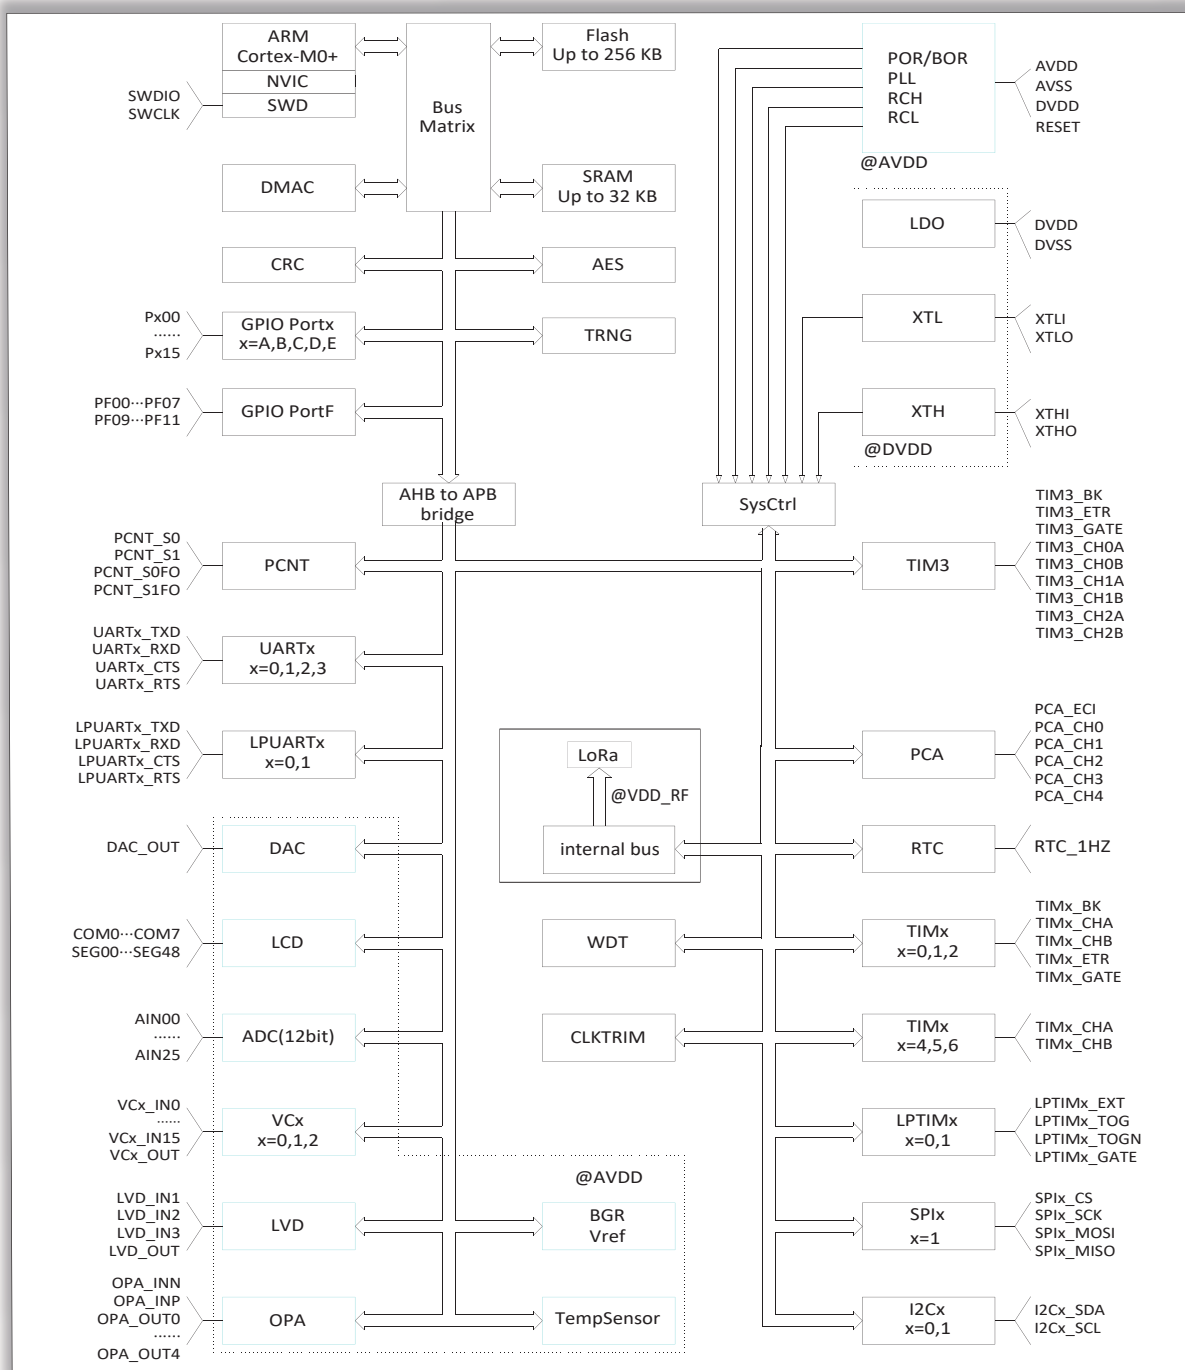 ARM
Cortex-M0+
NVIC
SWD
SWDIO
SWCLK
Bus
Matrix
Flash
Up to 256 KB
DMAC
SRAM
Up to 32 KB
CRC
AES
Px00
......
Px15
GPIO Portx
x=A,B,C,D,E
TRNG
PF00···PF07
PF09···PF11
GPIO PortF
POR/BOR
PLL
RCH
RCL
@AVDD
AVDD
AVSS
DVDD
RESET
LDO
DVDD
DVSS
XTL
XTLI
XTLO
XTH
@DVDD
XTHI
XTHO
AHB to APB
bridge
SysCtrl
PCNT_S0
PCNT_S1
PCNT_S0FO
PCNT_S1FO
PCNT
TIM3
TIM3_BK
TIM3_ETR
TIM3_GATE
TIM3_CH0A
TIM3_CH0B
TIM3_CH1A
TIM3_CH1B
TIM3_CH2A
TIM3_CH2B
UARTx_TXD
UARTx_RXD
UARTx_CTS
UARTx_RTS
UARTx
x=0,1,2,3
LPUARTx_TXD
LPUARTx_RXD
LPUARTx_CTS
LPUARTx_RTS
LPUARTx
x=0,1
LoRa
@VDD_RF
internal bus
PCA
PCA_ECI
PCA_CH0
PCA_CH1
PCA_CH2
PCA_CH3
PCA_CH4
DAC_OUT
DAC
RTC
RTC_1HZ
COM0···COM7
SEG00···SEG48
LCD
WDT
TIMx
x=0,1,2
TIMx_BK
TIMx_CHA
TIMx_CHB
TIMx_ETR
TIMx_GATE
AIN00
......
AIN25
ADC(12bit)
CLKTRIM
TIMx
x=4,5,6
TIMx_CHA
TIMx_CHB
VCx_IN0
......
VCx_IN15
VCx_OUT
VCx
x=0,1,2
LPTIMx
x=0,1
LPTIMx_EXT
LPTIMx_TOG
LPTIMx_TOGN
LPTIMx_GATE
@AVDD
LVD_IN1
LVD_IN2
LVD_IN3
LVD_OUT
LVD
BGR
Vref
SPIx
x=1
SPIx_CS
SPIx_SCK
SPIx_MOSI
SPIx_MISO
OPA_INN
OPA_INP
OPA_OUT0
......
OPA_OUT4
OPA
TempSensor
I2Cx
x=0,1
I2Cx_SDA
I2Cx_SCL